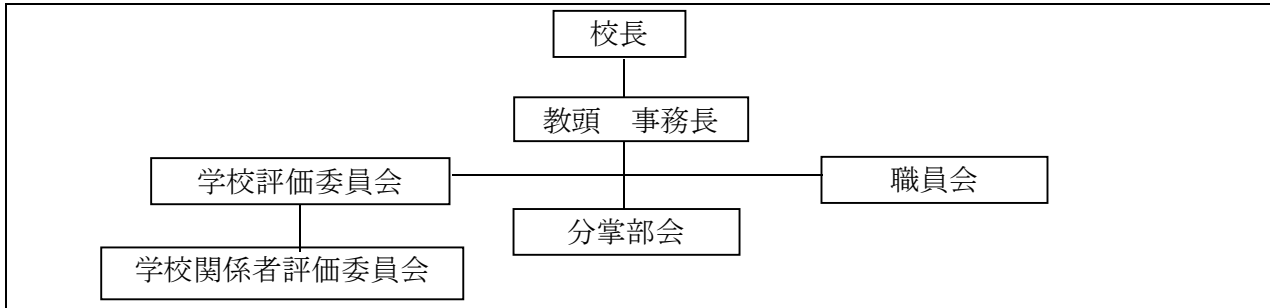 校長
教頭　事務長
学校評価委員会
職員会
分掌部会
学校関係者評価委員会